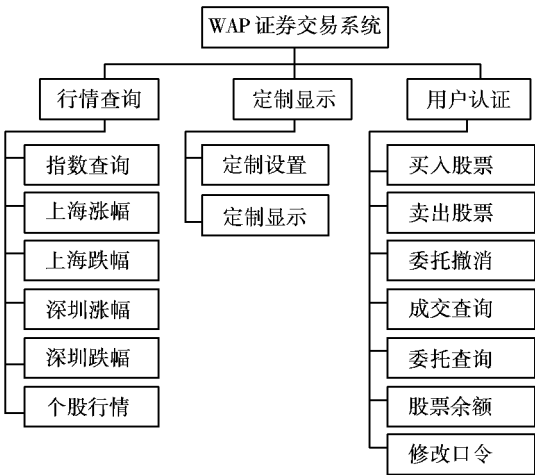 WAP 证券交易系统
行情查询
定制显示
用户认证
指数查询
上海涨幅
上海跌幅
深圳涨幅
深圳跌幅
个股行情
定制设置
定制显示
买入股票
卖出股票
委托撤消
成交查询
委托查询
股票余额
修改口令